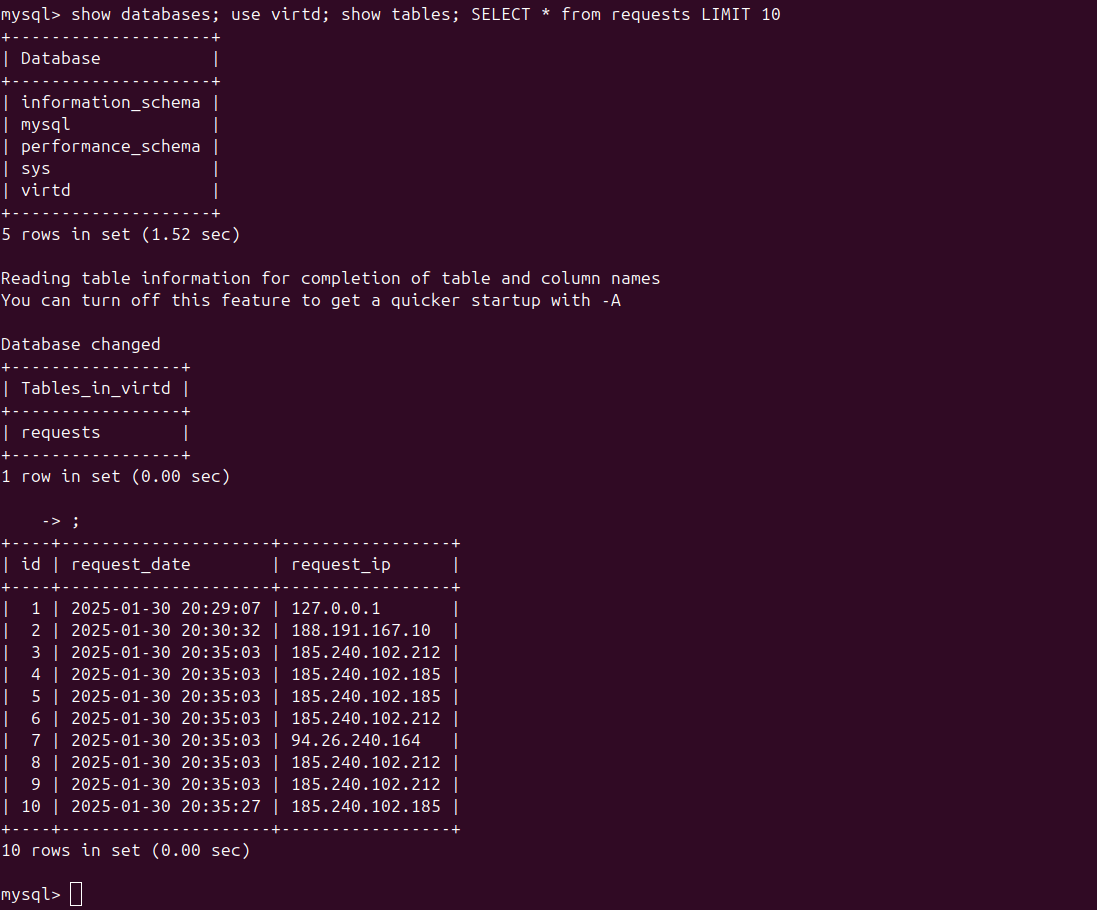 mysql> show databases; use virtd; show tables; SELECT * from requests LIMIT 10
+--------------------+
| Database           |
+--------------------+
| information_schema |
| mysql              |
| performance_schema |
| sys                |
| virtd              |
+--------------------+
5 rows in set (1.52 sec)

Reading table information for completion of table and column names
You can turn off this feature to get a quicker startup with -A

Database changed
+-----------------+
| Tables_in_virtd |
+-----------------+
| requests        |
+-----------------+
1 row in set (0.00 sec)

    -> ;
+----+---------------------+-----------------+
| id | request_date        | request_ip      |
+----+---------------------+-----------------+
|  1 | 2025-01-30 20:29:07 | 127.0.0.1       |
|  2 | 2025-01-30 20:30:32 | 188.191.167.10  |
|  3 | 2025-01-30 20:35:03 | 185.240.102.212 |
|  4 | 2025-01-30 20:35:03 | 185.240.102.185 |
|  5 | 2025-01-30 20:35:03 | 185.240.102.185 |
|  6 | 2025-01-30 20:35:03 | 185.240.102.212 |
|  7 | 2025-01-30 20:35:03 | 94.26.240.164   |
|  8 | 2025-01-30 20:35:03 | 185.240.102.212 |
|  9 | 2025-01-30 20:35:03 | 185.240.102.212 |
| 10 | 2025-01-30 20:35:27 | 185.240.102.185 |
+----+---------------------+-----------------+
10 rows in set (0.00 sec)

mysql>